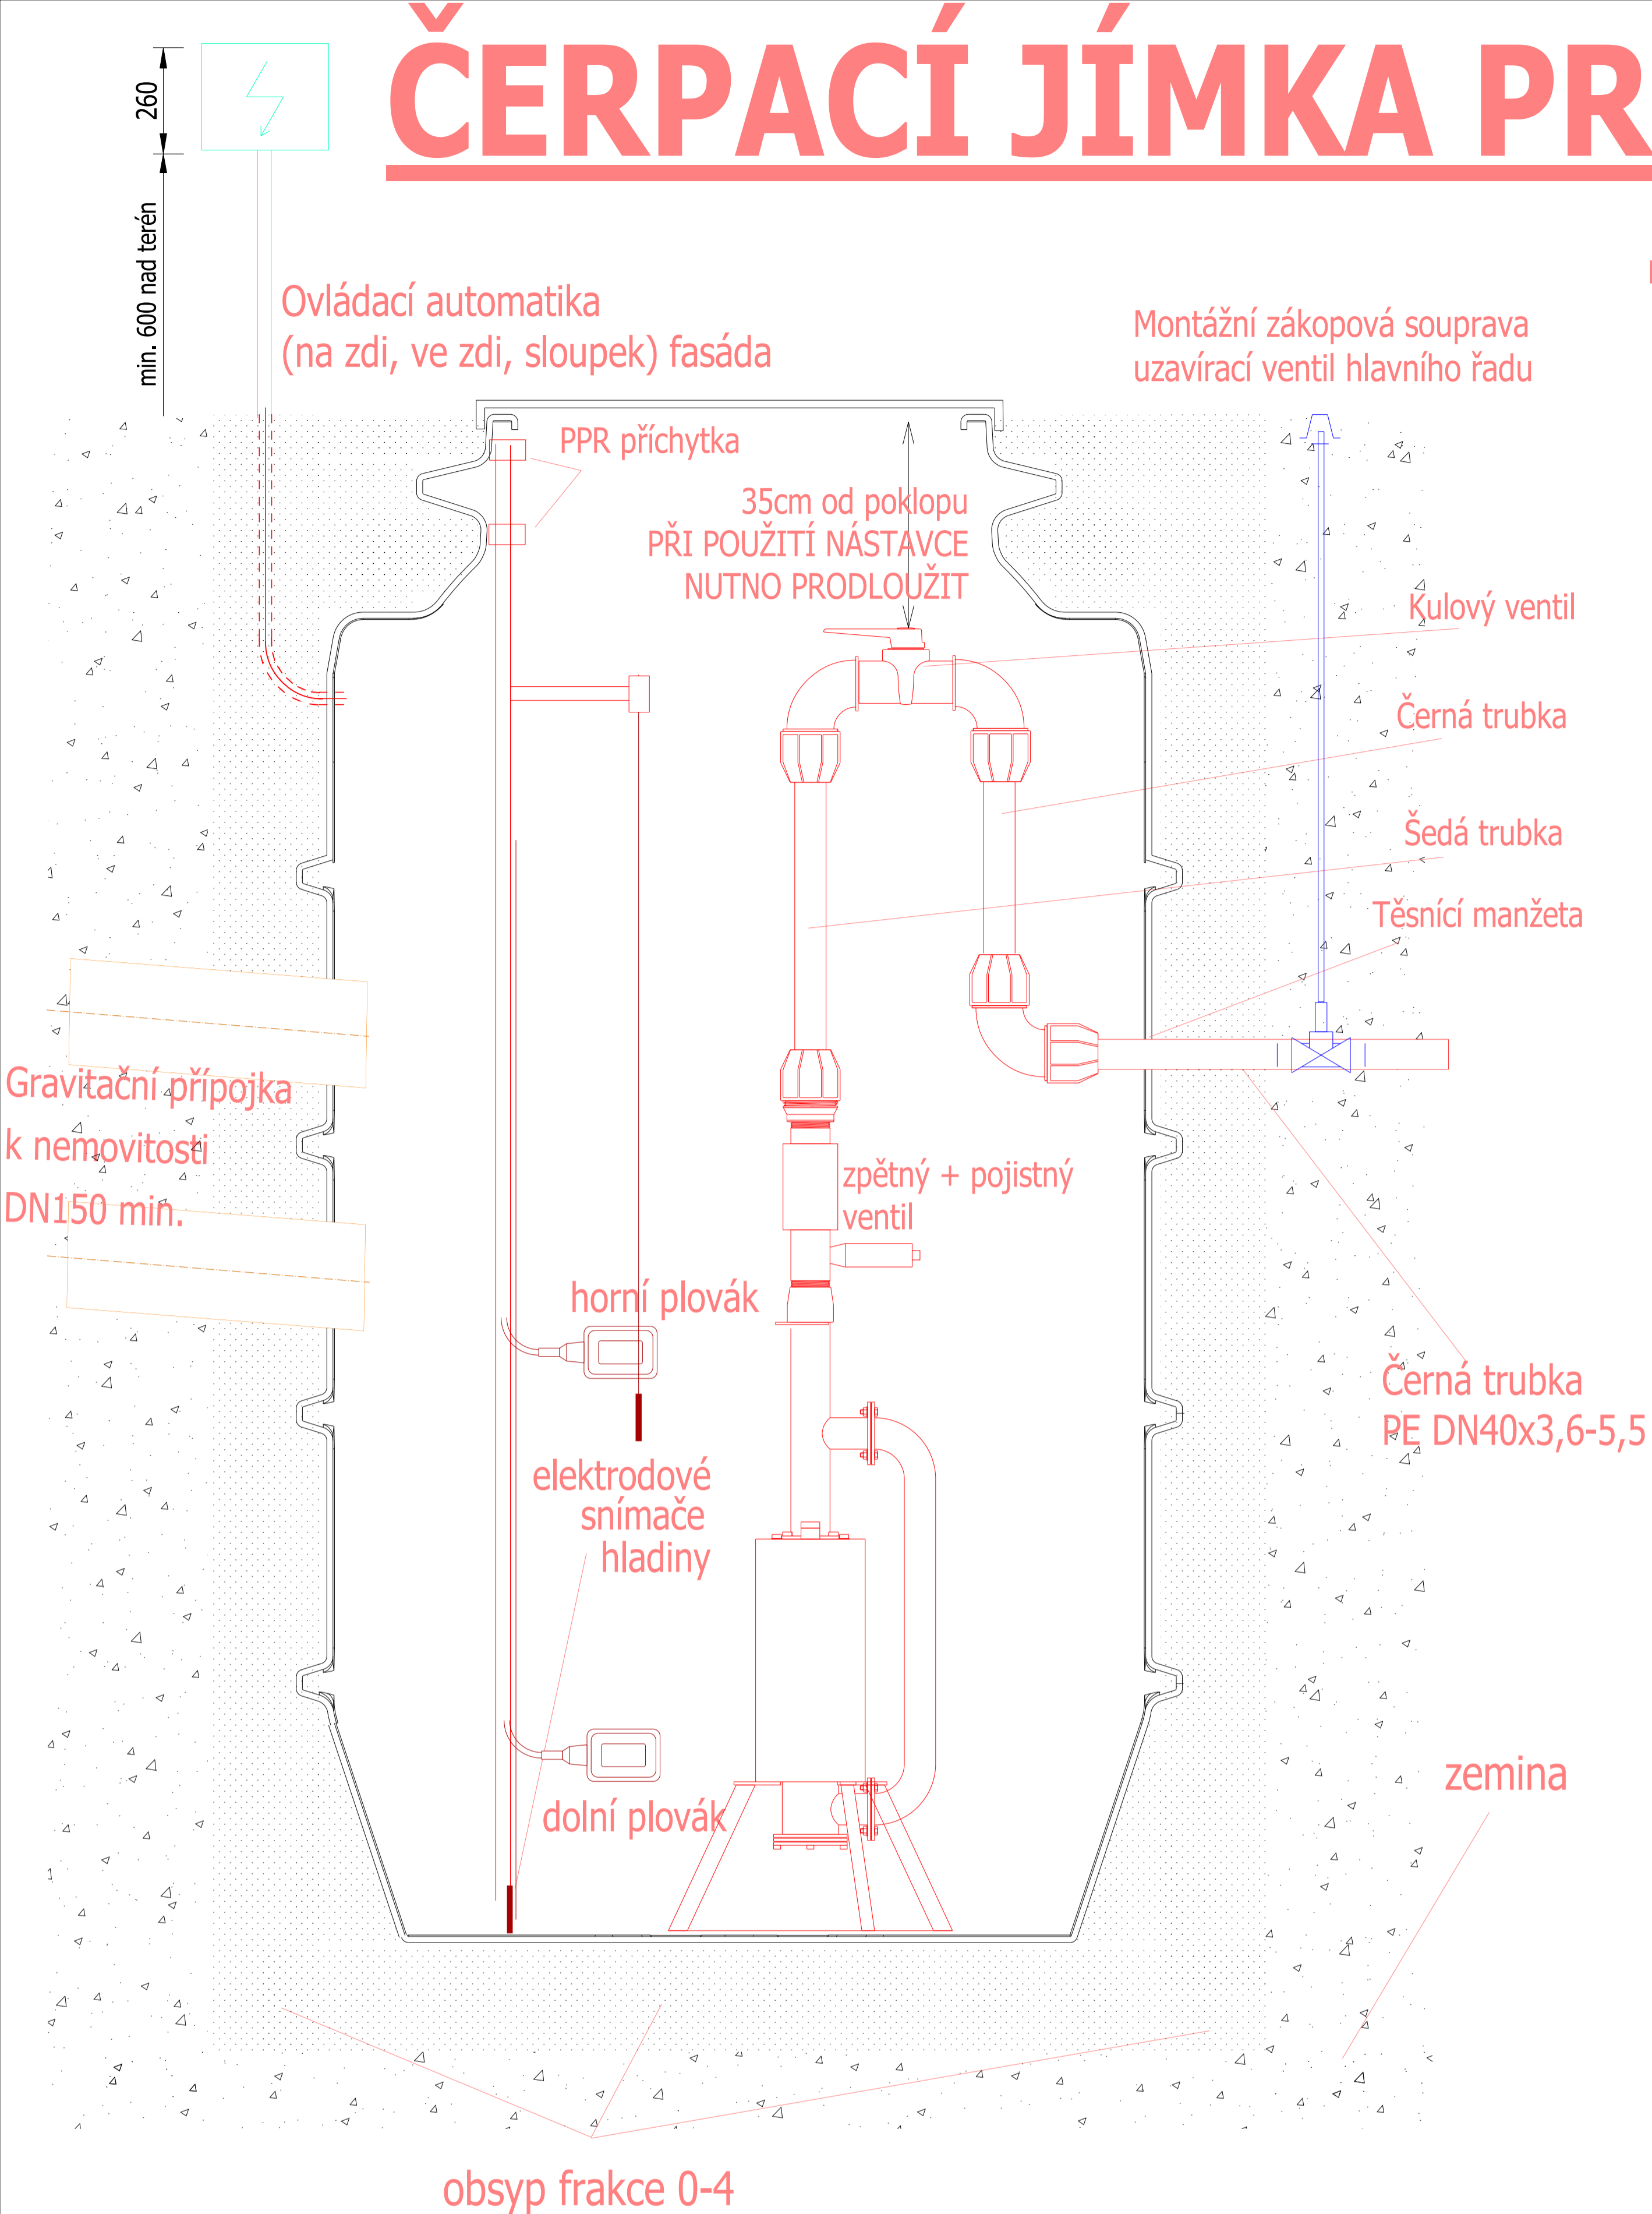 ČERPACÍ JÍMKA PR
260
min. 600 nad terén
Ovládací automatika
(na zdi, ve zdi, sloupek) fasáda
Montážní zákopová souprava
uzavírací ventil hlavního řadu
PPR příchytka
35cm od poklopu
PŘI POUŽITÍ NÁSTAVCE
NUTNO PRODLOUŽIT
Kulový ventil
Černá trubka
Šedá trubka
Těsnící manžeta
Gravitační přípojka
k nemovitosti
DN150 min.
zpětný + pojistný
ventil
horní plovák
Černá trubka
PE DN40x3,6-5,5
elektrodové
snímače
hladiny
dolní plovák
zemina
obsyp frakce 0-4